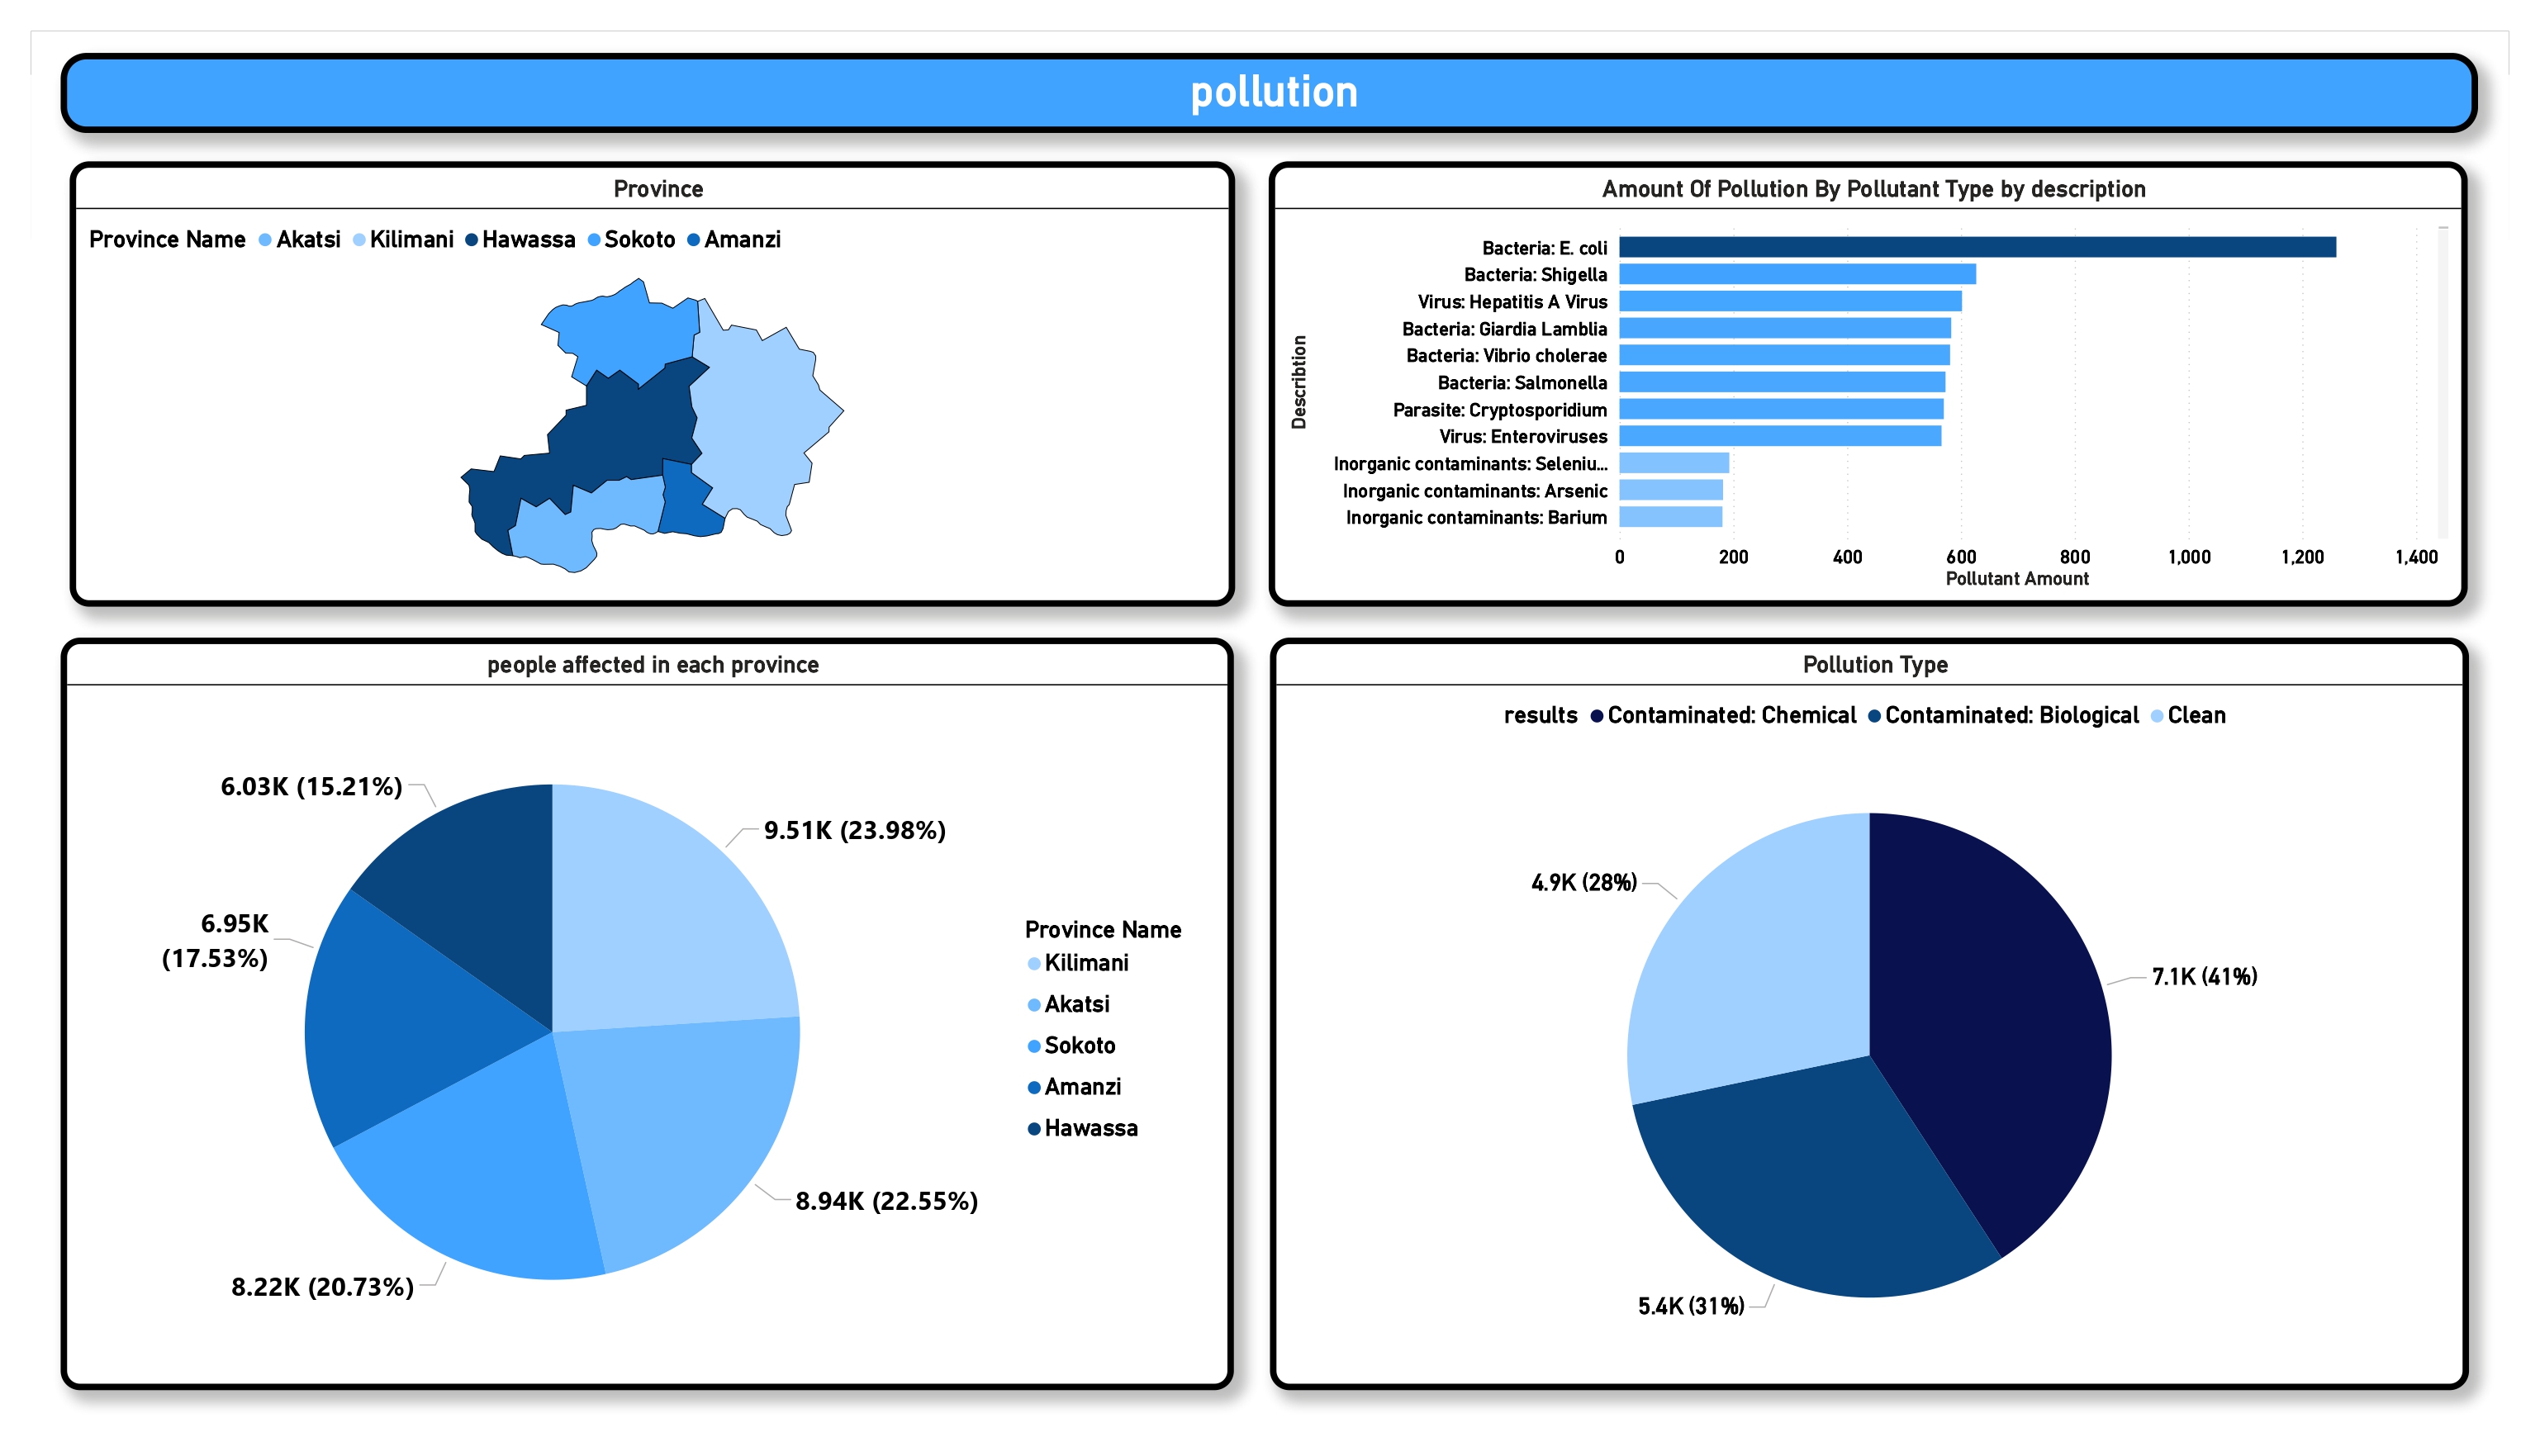 pollution
Province
Province Name Akatsi Kilimani Hawassa Sokoto Amanzi
Amount Of Pollution By Pollutant Type by description
Describtion
Bacteria: E. coli
Bacteria: Shigella
Virus: Hepatitis A Virus
Bacteria: Giardia Lamblia
Bacteria: Vibrio cholerae
Bacteria: Salmonella
Parasite: Cryptosporidium
Virus: Enteroviruses
Inorganic contaminants: Seleniu...
Inorganic contaminants: Arsenic
Inorganic contaminants: Barium
0 200 400 600 800 1,000 1,200 1,400
Pollutant Amount
people affected in each province
6.03K (15.21%)
9.51K (23.98%)
6.95K
(17.53%)
8.94K (22.55%)
8.22K (20.73%)
Province Name
Kilimani
Akatsi
Sokoto
Amanzi
Hawassa
Pollution Type
results Contaminated: Chemical Contaminated: Biological Clean
4.9K (28%)
7.1K (41%)
5.4K (31%)